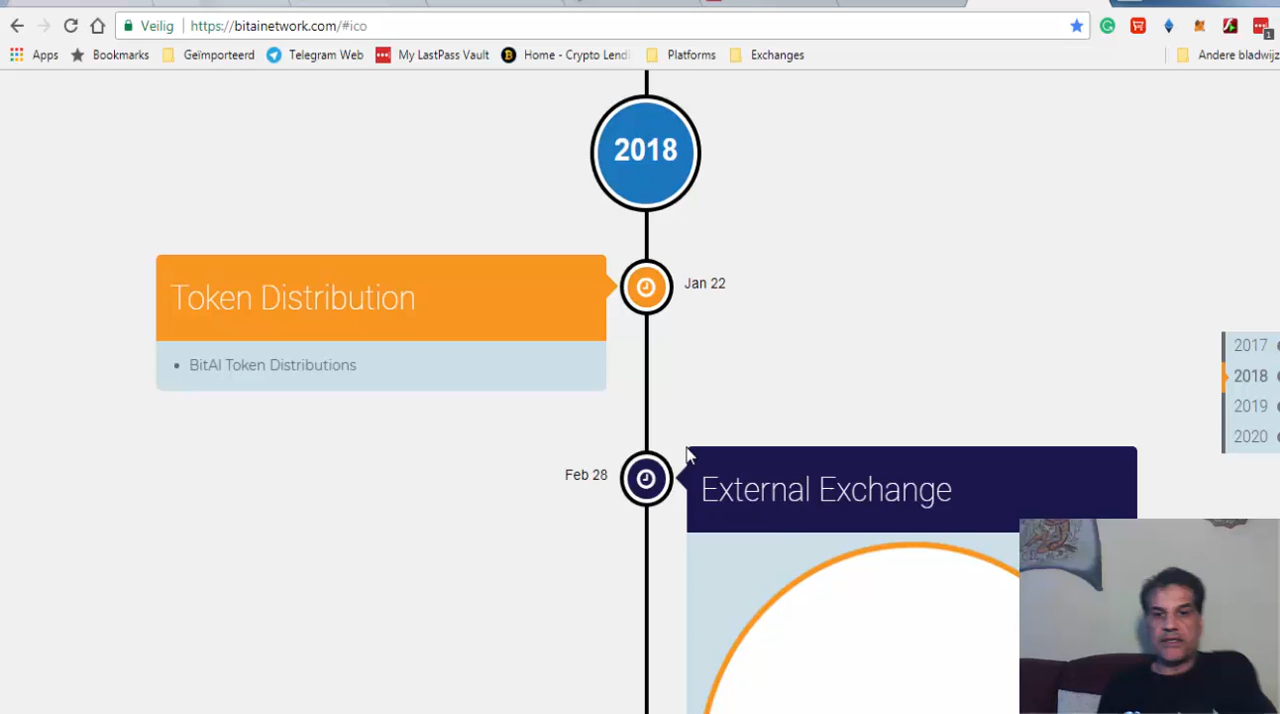 Veilig
https://bitainetwork.com/#ico
1
Apps
Bookmarks
Geïmporteerd
Telegram Web
My LastPass Vault
Home - Crypto Lendi
Platforms
Exchanges
Andere bladwijz
2018
Token Distribution
Jan 22
BitAI Token Distributions
2017
2018
2019
2020
Feb 28
External Exchange